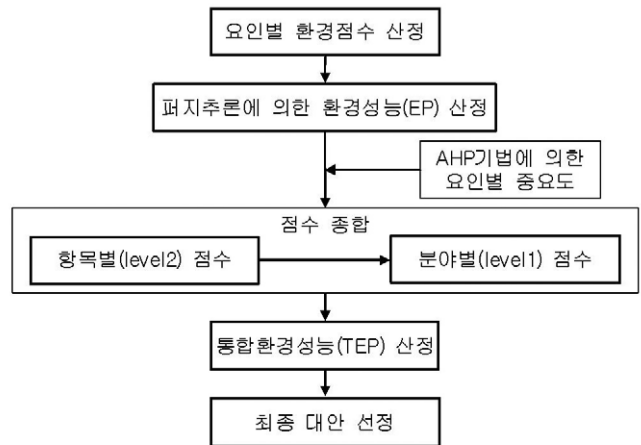 요인별 환경점수 산정
퍼지추론에 의한 환경성능(EP) 산정
AHP기법에 의한
요인별 중요도
점수 종합
항목별(level2) 점수
분야별(level1) 점수
통합환경성능(TEP) 산정
최종 대안 선정